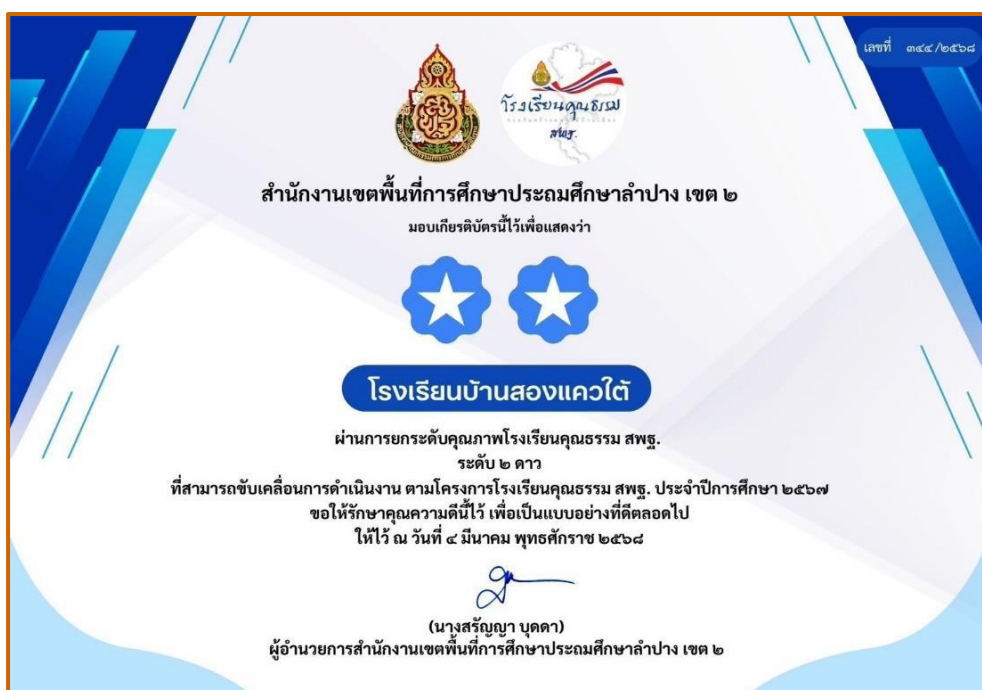 เลขที่ ๓๔๔/๒๕๖๘
โรงเรียนคุณธรรม
สพฐ.
สำนักงานเขตพื้นที่การศึกษาประถมศึกษาลำปาง เขต ๒
มอบเกียรติบัตรนี้ไว้เพื่อแสดงว่า
โรงเรียนบ้านสองแควใต้
ผ่านการยกระดับคุณภาพโรงเรียนคุณธรรม สพฐ.
ระดับ ๒ ดาว
ที่สามารถขับเคลื่อนการดำเนินงาน ตามโครงการโรงเรียนคุณธรรม สพฐ. ประจำปีการศึกษา ๒๕๖๗
ขอให้รักษาคุณความดีนี้ไว้ เพื่อเป็นแบบอย่างที่ดีตลอดไป
ให้ไว้ ณ วันที่ ๔ มีนาคม พุทธศักราช ๒๕๖๘
(นางสรัญญา บุดดา)
ผู้อำนวยการสำนักงานเขตพื้นที่การศึกษาประถมศึกษาลำปาง เขต ๒